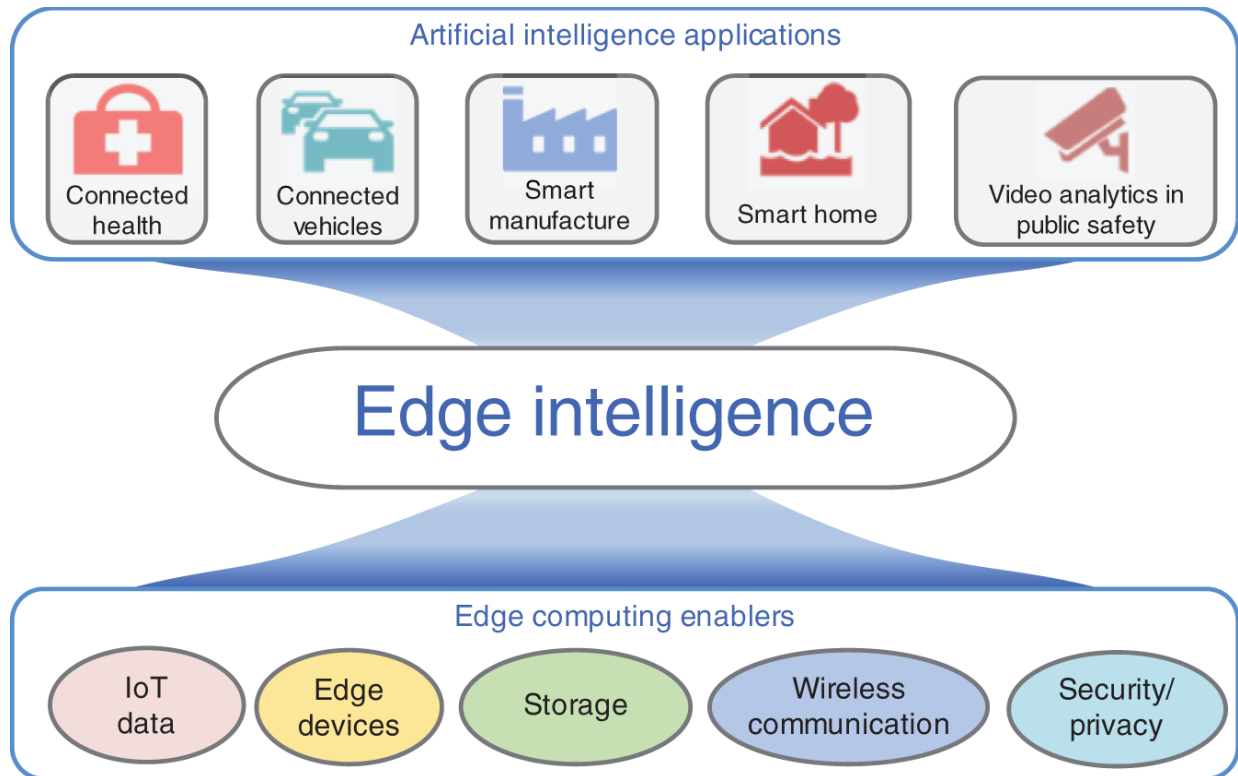 Artificial intelligence applications
Connected
health
Connected
vehicles
Smart
manufacture
Smart home
Video analytics in
public safety
Edge intelligence
Edge computing enablers
IoT
data
Edge
devices
Storage
Wireless
communication
Security/
privacy